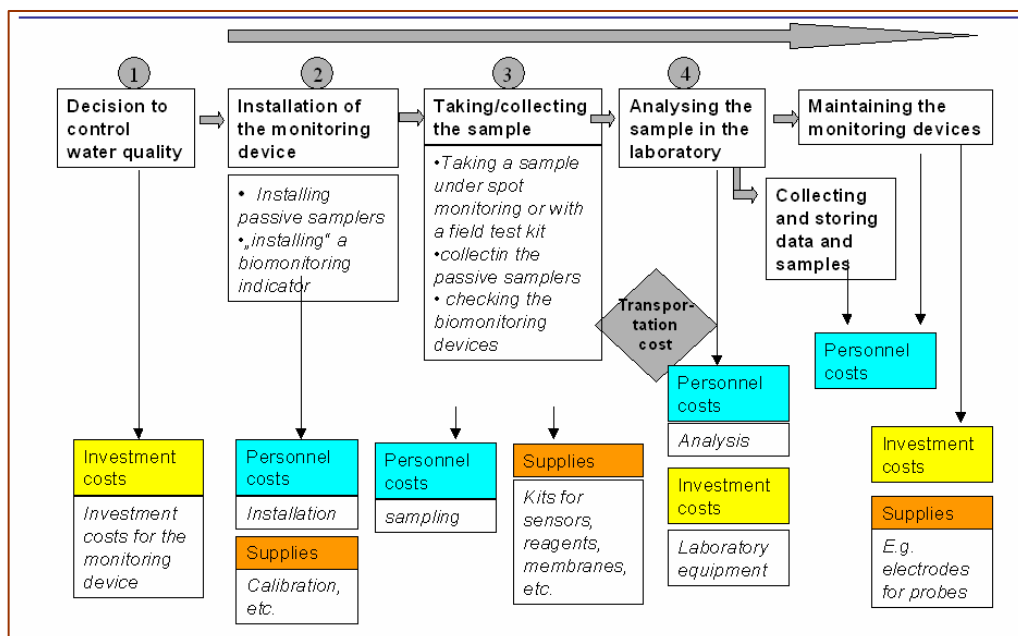 1
2
3
4
Decision to
control
water quality
Installation of
the monitoring
device
Taking/collecting
the sample
Analysing the
sample in the
laboratory
Maintaining the
monitoring devices
• Installing
passive samplers
•„installing“ a
biomonitoring
indicator
•Taking a sample
under spot
monitoring or with
a field test kit
•collectin the
passive samplers
• checking the
biomonitoring
devices
Collecting
and storing
data and
samples
Transpor-
tation
cost
Investment
costs
Investment
costs for the
monitoring
device
Personnel
costs
Installation
Supplies
Calibration,
etc.
Personnel
costs
sampling
Supplies
Kits for
sensors,
reagents,
membranes,
etc.
Personnel
costs
Analysis
Investment
costs
Laboratory
equipment
Personnel
costs
Investment
costs
Supplies
E.g.
electrodes
for probes